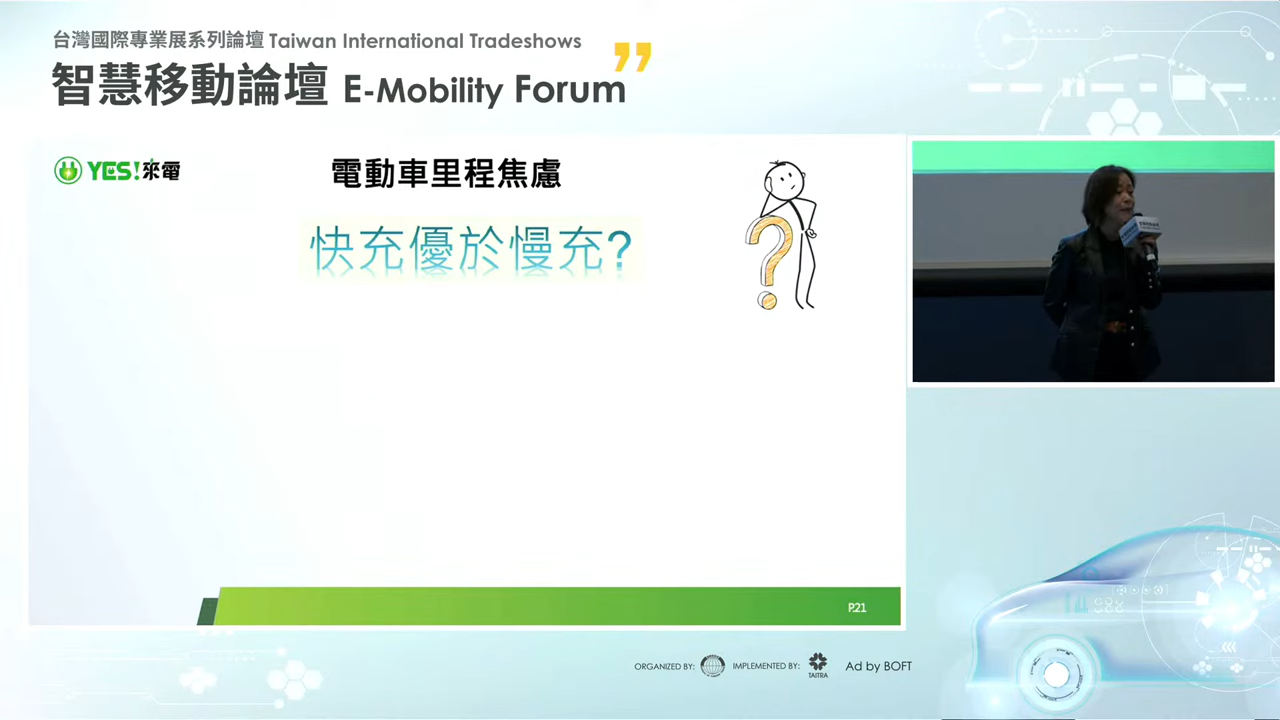 台灣國際專業展系列論壇 Taiwan International Tradeshows
智慧移動論壇 E-Mobility Forum
YES!來電
電動車里程焦慮
快充優於慢充?
P.21
ORGANIZED BY:
IMPLEMENTED BY:
TAITRA
Ad by BOFT